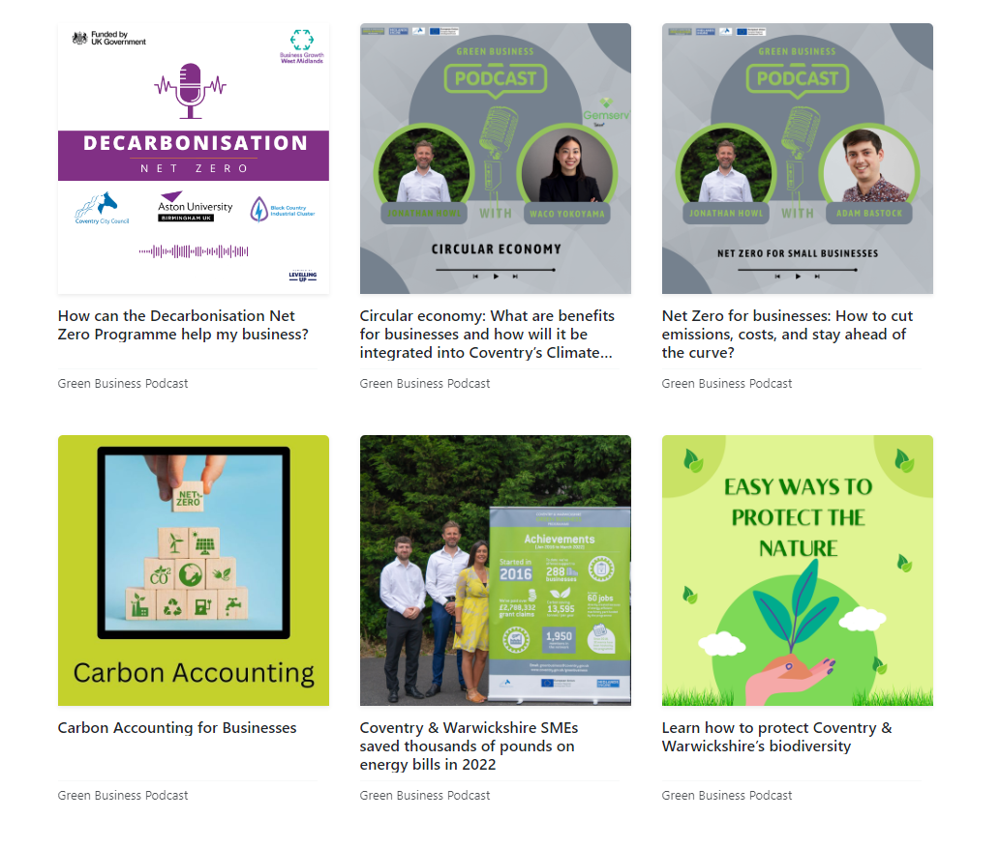 Funded by
UK Government
Business Growth
West Midlands
DECARBONISATION
NET ZERO
Coventry City Council
Aston University
BIRMINGHAM UK
Black Country
Industrial Cluster
LEVELLING
UP
How can the Decarbonisation Net
Zero Programme help my business?
Green Business Podcast
GREEN BUSINESS
PODCAST
Gemserv
JONATHAN HOWL
WITH
WACO YOKOYAMA
CIRCULAR ECONOMY
Circular economy: What are benefits
for businesses and how will it be
integrated into Coventry’s Climate…
Green Business Podcast
GREEN BUSINESS
PODCAST
JONATHAN HOWL
WITH
ADAM BASTOCK
NET ZERO FOR SMALL BUSINESSES
Net Zero for businesses: How to cut
emissions, costs, and stay ahead of
the curve?
Green Business Podcast
NET
ZERO
CO2
Carbon Accounting
Carbon Accounting for Businesses
Green Business Podcast
Achievements
Started in
2016
288
businesses
£2,788,332
grant claims
13,595
60 jobs
1,950
Coventry & Warwickshire SMEs
saved thousands of pounds on
energy bills in 2022
Green Business Podcast
EASY WAYS TO
PROTECT THE
NATURE
Learn how to protect Coventry &
Warwickshire’s biodiversity
Green Business Podcast